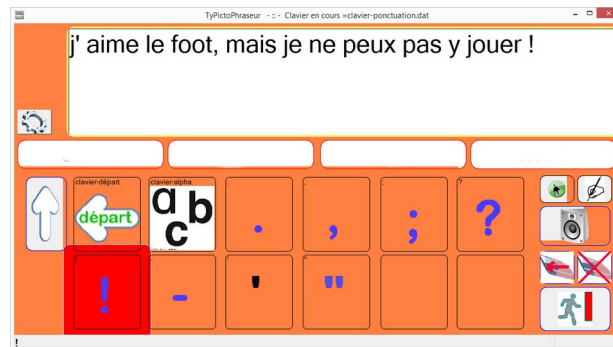 TyPictoPhraseur - :: - Clavier en cours =clavier-ponctuation.dat
j' aime le foot, mais je ne peux pas y jouer !
clavier-départ
clavier-alpha.
départ
a b
c
. , ; ?
?
! - ' "
!